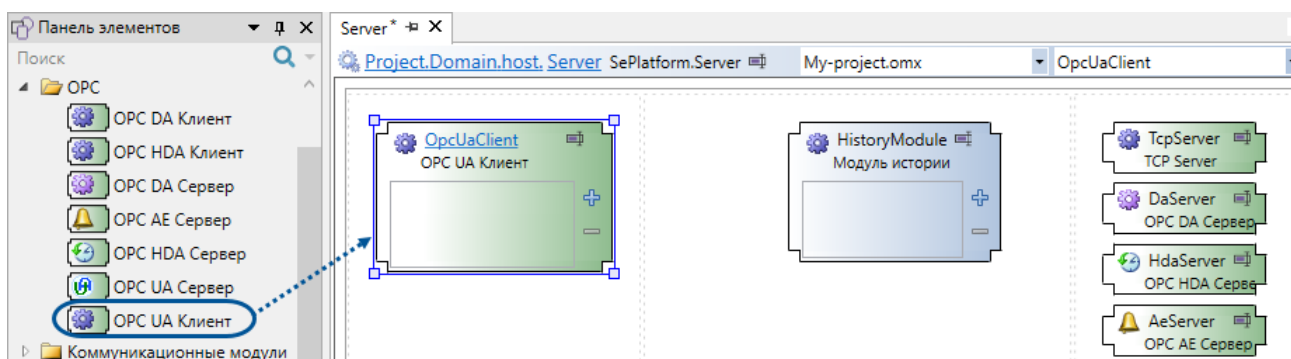 Панель элементов
Поиск
OPC
OPC DA Клиент
OPC HDA Клиент
OPC DA Сервер
OPC AE Сервер
OPC HDA Сервер
OPC UA Сервер
OPC UA Клиент
Коммуникационные модули
Server*
Project.Domain.host. Server SePlatform.Server My-project.omx OpcUaClient
OpcUaClient
OPC UA Клиент
HistoryModule
Модуль истории
TcpServer
TCP Server
DaServer
OPC DA Сервер
HdaServer
OPC HDA Серве
AeServer
OPC AE Сервер